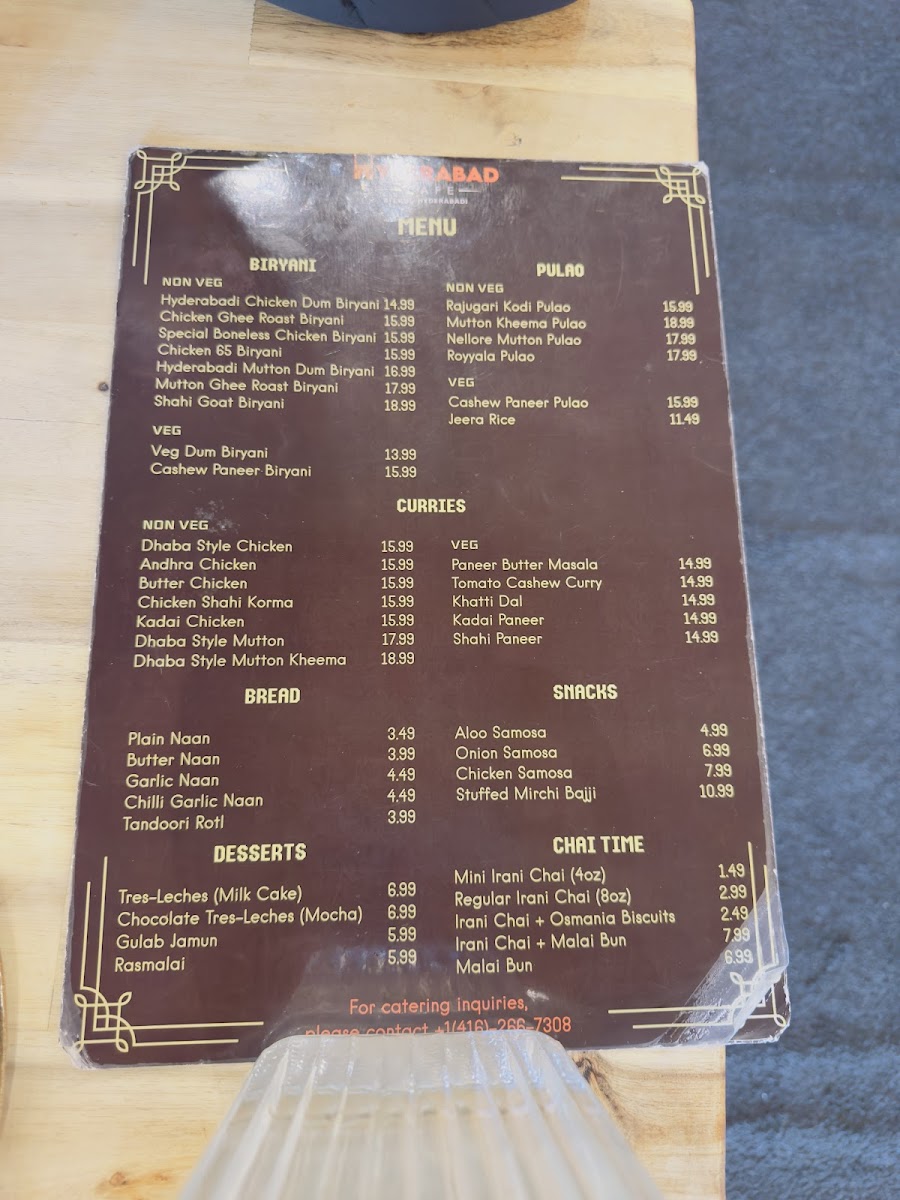 MENU
BIRYANI
NON VEG
Hyderabadi Chicken Dum Biryani 14.99
Chicken Ghee Roast Biryani 15.99
Special Boneless Chicken Biryani 15.99
Chicken 65 Biryani 15.99
Hyderabadi Mutton Dum Biryani 16.99
Mutton Ghee Roast Biryani 17.99
Shahi Goat Biryani 18.99
VEG
Veg Dum Biryani 13.99
Cashew Paneer Biryani 15.99
PULAO
NON VEG
Rajugari Kodi Pulao 15.99
Mutton Kheema Pulao 18.99
Nellore Mutton Pulao 17.99
Royyala Pulao 17.99
VEG
Cashew Paneer Pulao 15.99
Jeera Rice 11.49
CURRIES
NON VEG
Dhaba Style Chicken 15.99
Andhra Chicken 15.99
Butter Chicken 15.99
Chicken Shahi Korma 15.99
Kadai Chicken 15.99
Dhaba Style Mutton 17.99
Dhaba Style Mutton Kheema 18.99
VEG
Paneer Butter Masala 14.99
Tomato Cashew Curry 14.99
Khatti Dal 14.99
Kadai Paneer 14.99
Shahi Paneer 14.99
BREAD
Plain Naan 3.49
Butter Naan 3.99
Garlic Naan 4.49
Chilli Garlic Naan 4.49
Tandoori Roti 3.99
SNACKS
Aloo Samosa 4.99
Onion Samosa 6.99
Chicken Samosa 7.99
Stuffed Mirchi Bajji 10.99
DESSERTS
Tres-Leches (Milk Cake) 6.99
Chocolate Tres-Leches (Mocha) 6.99
Gulab Jamun 5.99
Rasmalai 5.99
CHAI TIME
Mini Irani Chai (4oz) 1.49
Regular Irani Chai (8oz) 2.99
Irani Chai + Osmania Biscuits 2.49
Irani Chai + Malai Bun 7.99
Malai Bun 6.99
For catering inquiries,
please contact +1(416) 266-7308